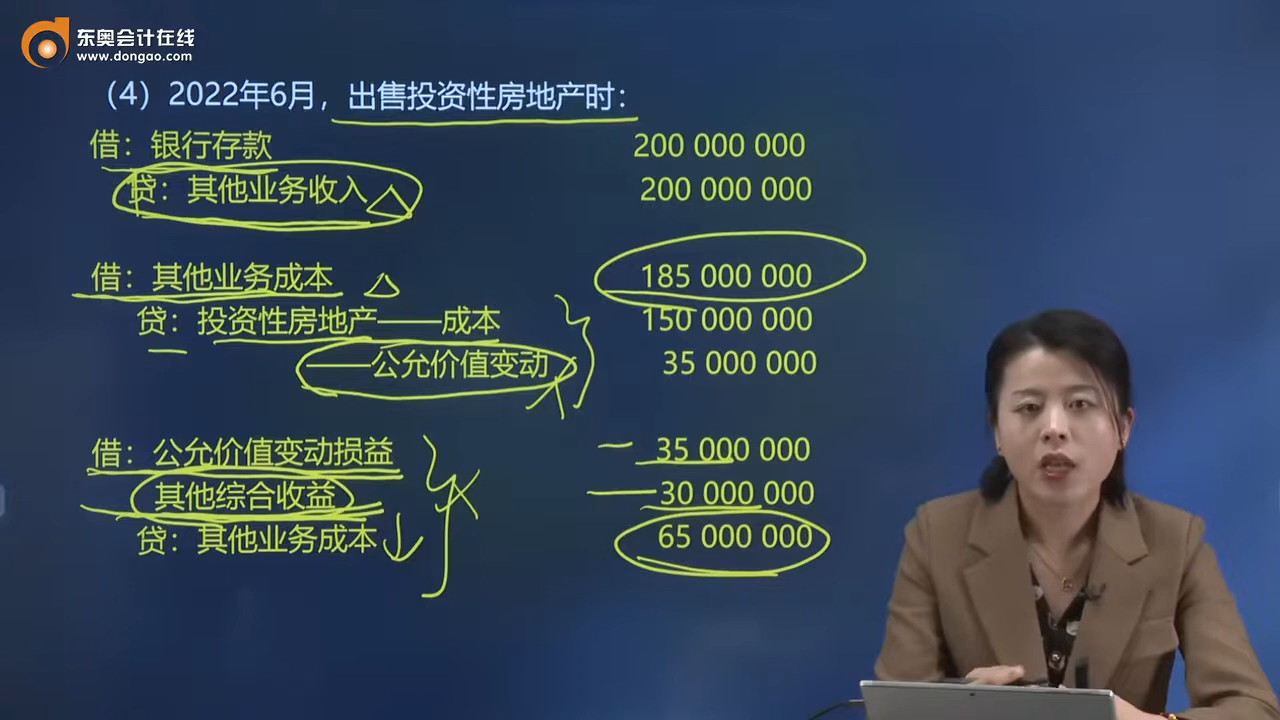 东奥会计在线
www.dongao.com
（4）2022年6月，出售投资性房地产时：
借：银行存款 200 000 000
贷：其他业务收入 200 000 000
借：其他业务成本 185 000 000
贷：投资性房地产——成本 150 000 000
——公允价值变动 35 000 000
借：公允价值变动损益 35 000 000
其他综合收益 30 000 000
贷：其他业务成本 65 000 000